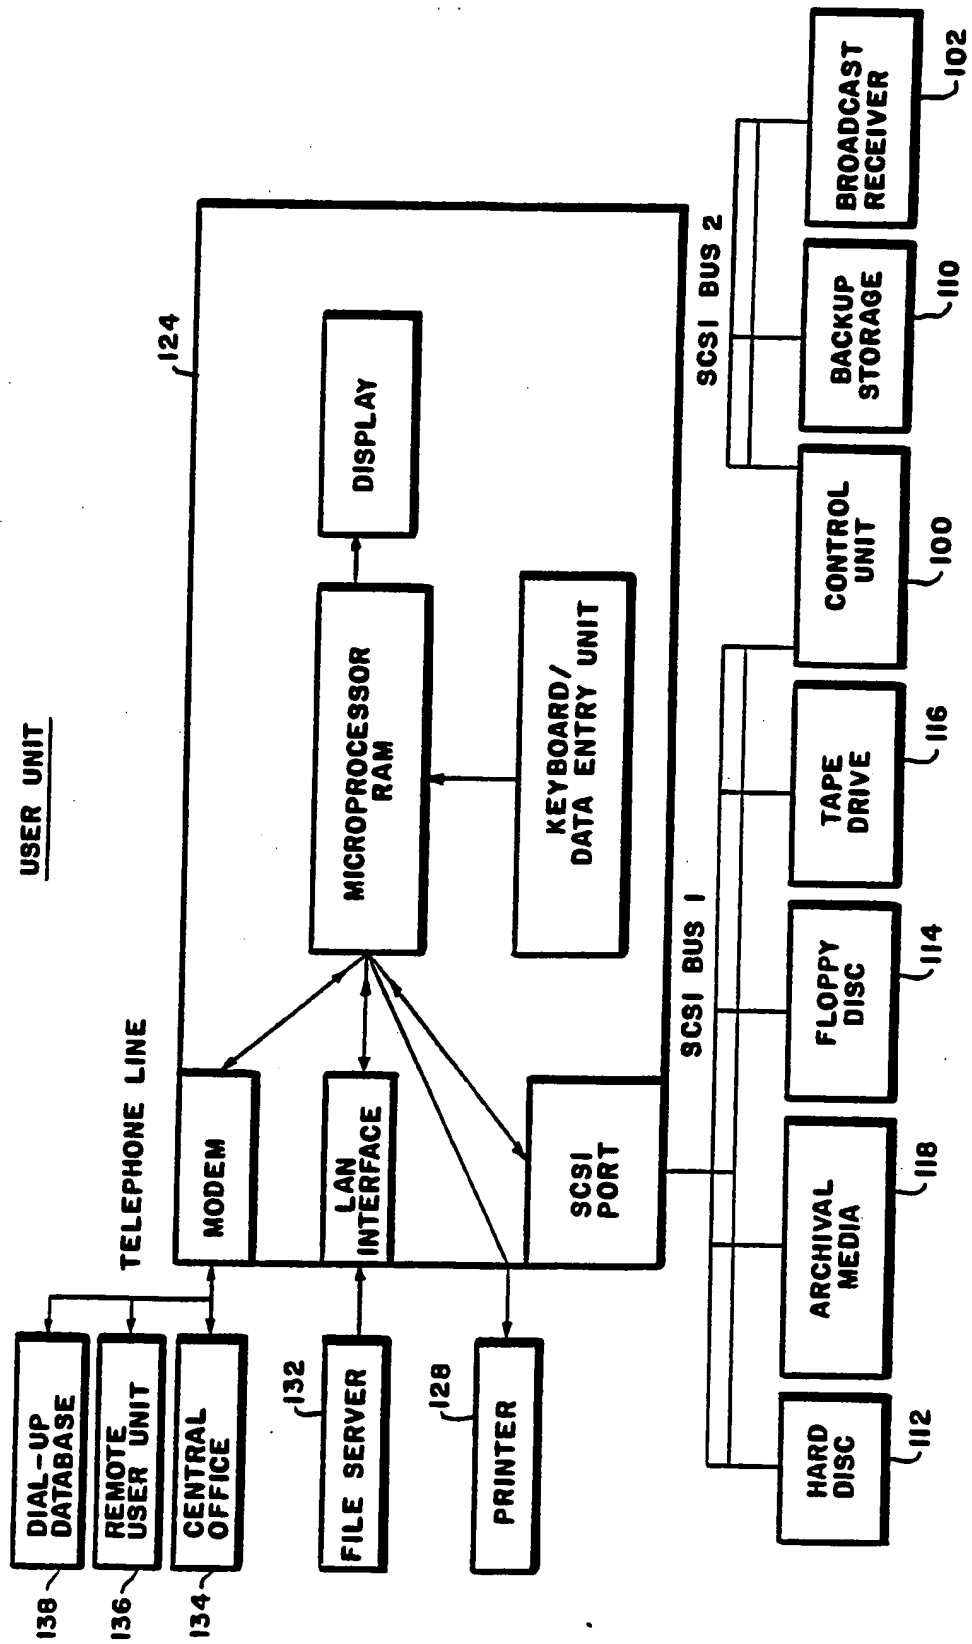 USER UNIT
138
DIAL-UP
DATABASE
136
REMOTE
USER UNIT
134
CENTRAL
OFFICE
TELEPHONE LINE
MODEM
124
132
FILE SERVER
LAN
INTERFACE
MICROPROCESSOR
RAM
DISPLAY
128
PRINTER
SCSI
PORT
KEYBOARD/
DATA ENTRY UNIT
SCSI BUS 1
SCSI BUS 2
HARD
DISC
112
ARCHIVAL
MEDIA
118
FLOPPY
DISC
114
TAPE
DRIVE
116
CONTROL
UNIT
100
BACKUP
STORAGE
110
BROADCAST
RECEIVER
102